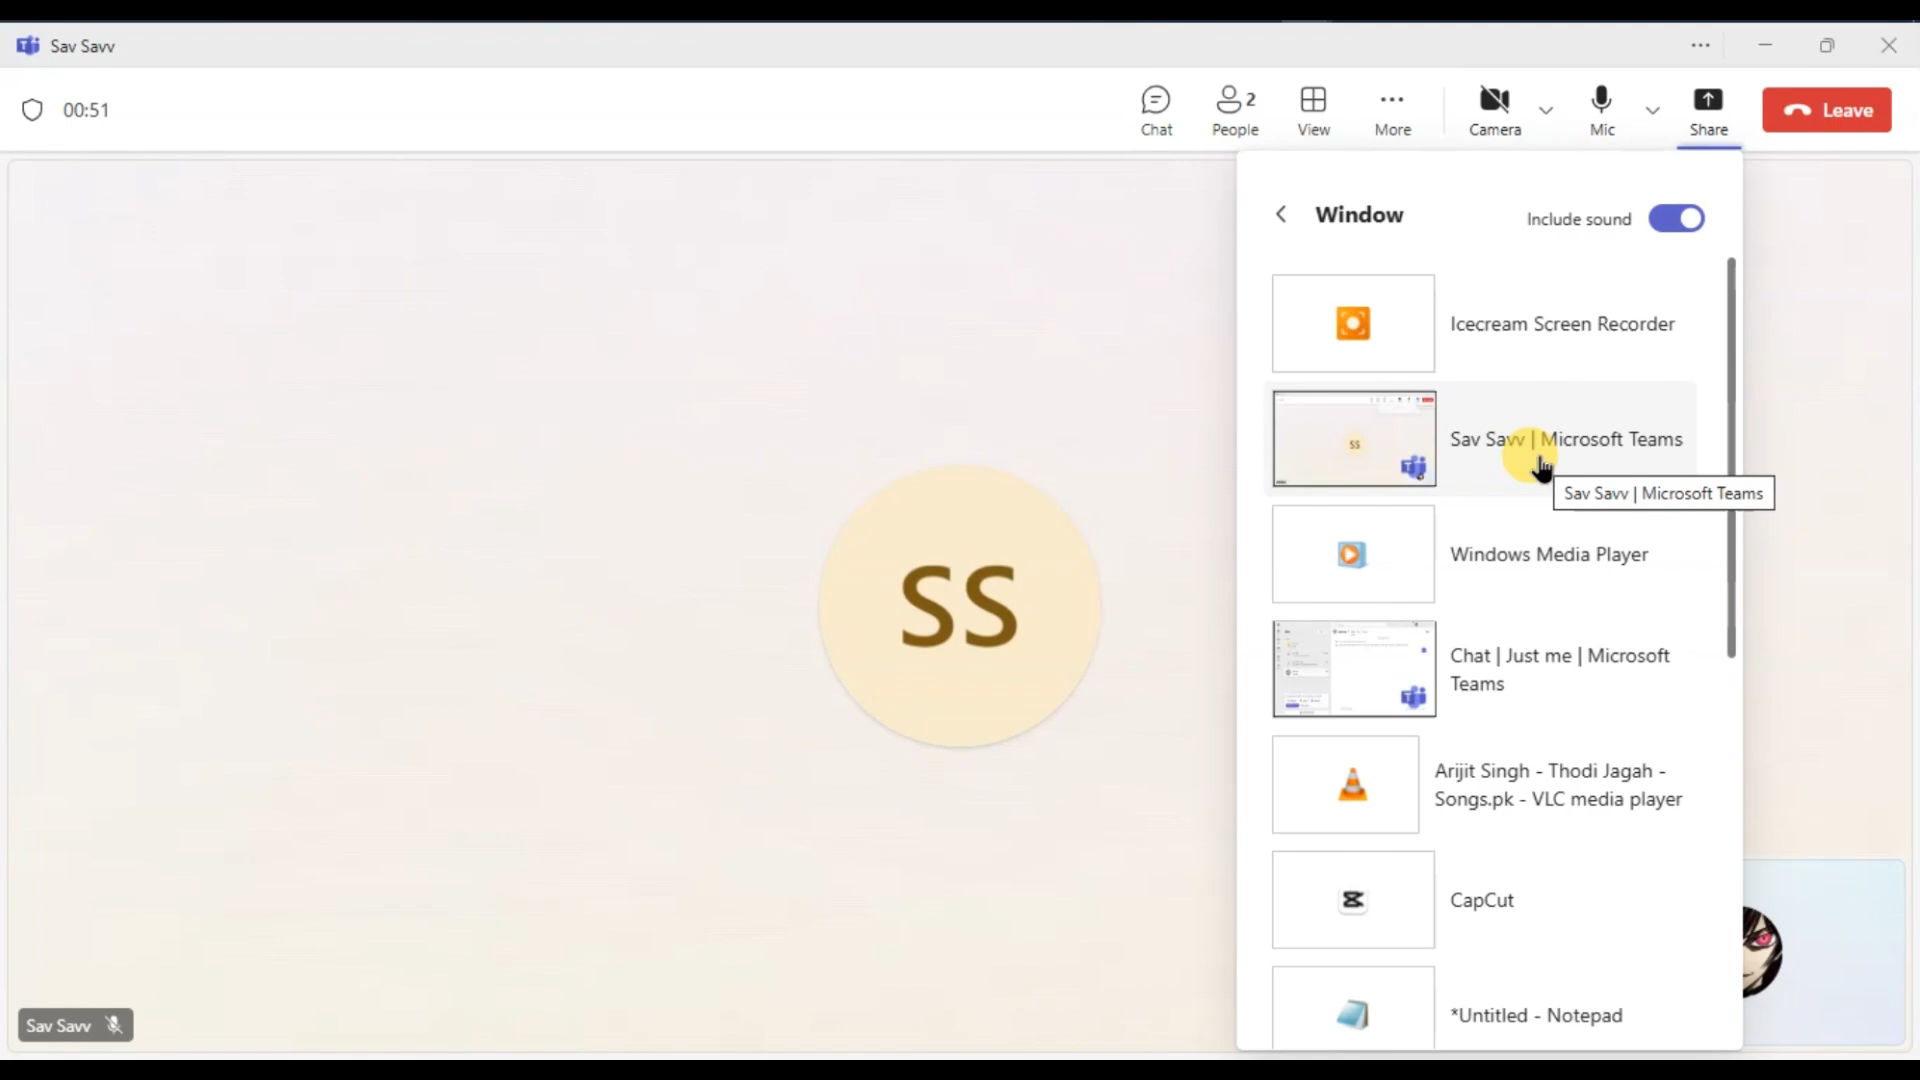 Sav Savv
00:51
Chat
People
2
View
More
Camera
Mic
Share
Leave
Window
Include sound
Icecream Screen Recorder
SS
Sav Savv | Microsoft Teams
Sav Savv | Microsoft Teams
Windows Media Player
SS
Chat | Just me | Microsoft
Teams
Arijit Singh - Thodi Jagah -
Songs.pk - VLC media player
CapCut
*Untitled - Notepad
Sav Savv